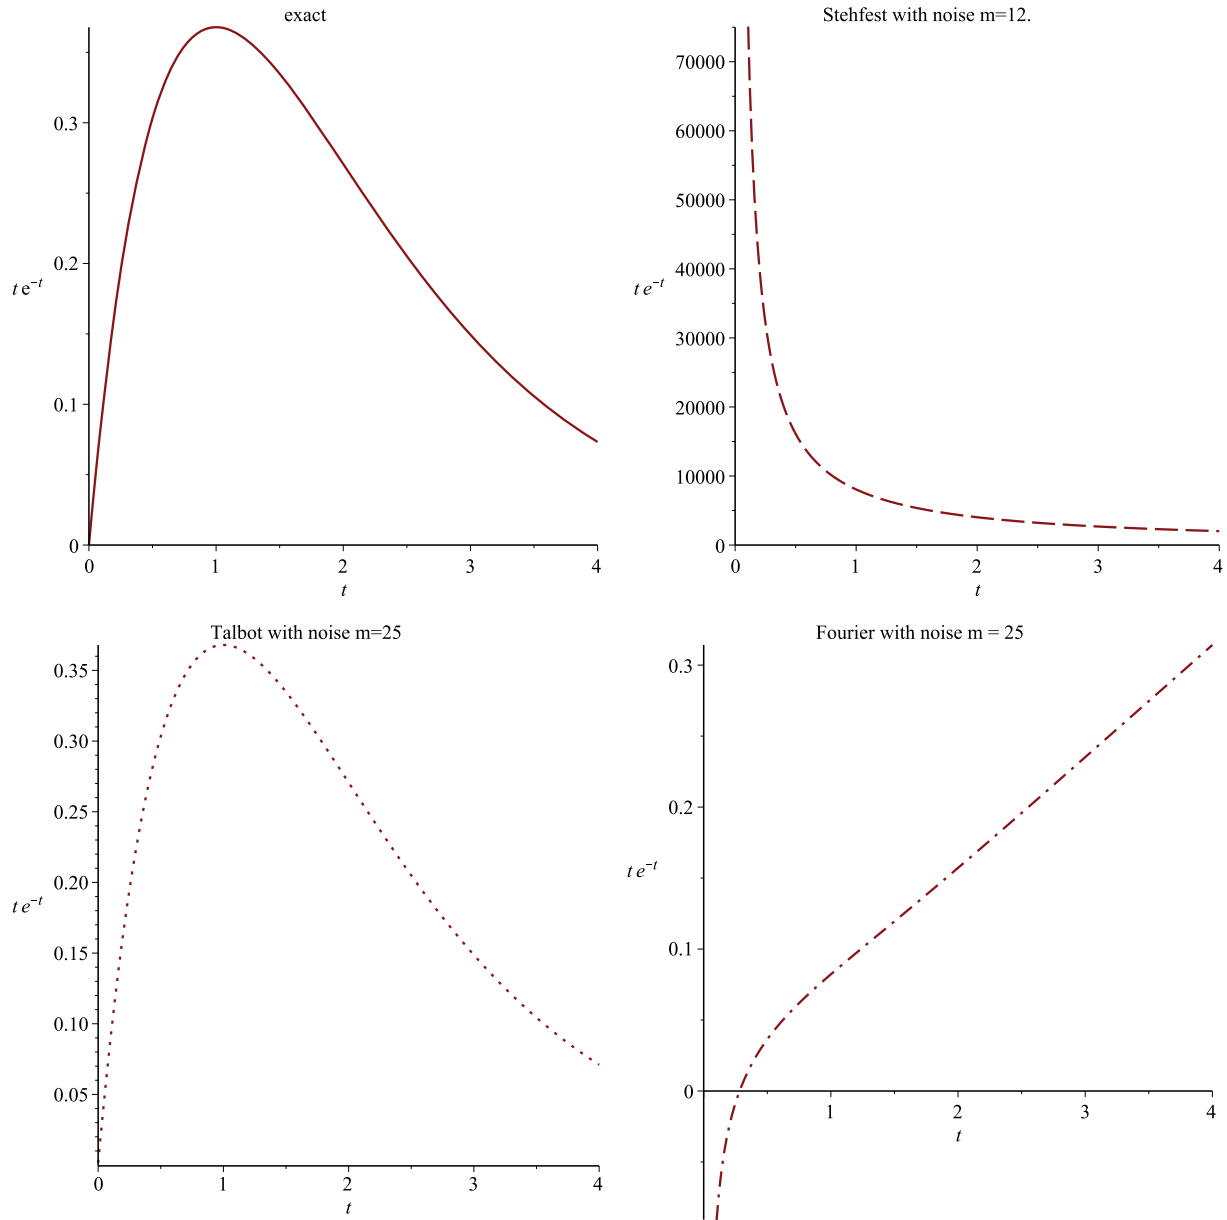 exact
0.3
0.2
t e⁻ᵗ
0.1
0
0 1 2 3 4
t
Stehfest with noise m=12.
70000
60000
50000
40000
t e⁻ᵗ
30000
20000
10000
0
0 1 2 3 4
t
Talbot with noise m=25
0.35
0.30
0.25
0.20
t e⁻ᵗ
0.15
0.10
0.05
0 1 2 3 4
t
Fourier with noise m = 25
0.3
0.2
t e⁻ᵗ
0.1
0
1 2 3 4
t